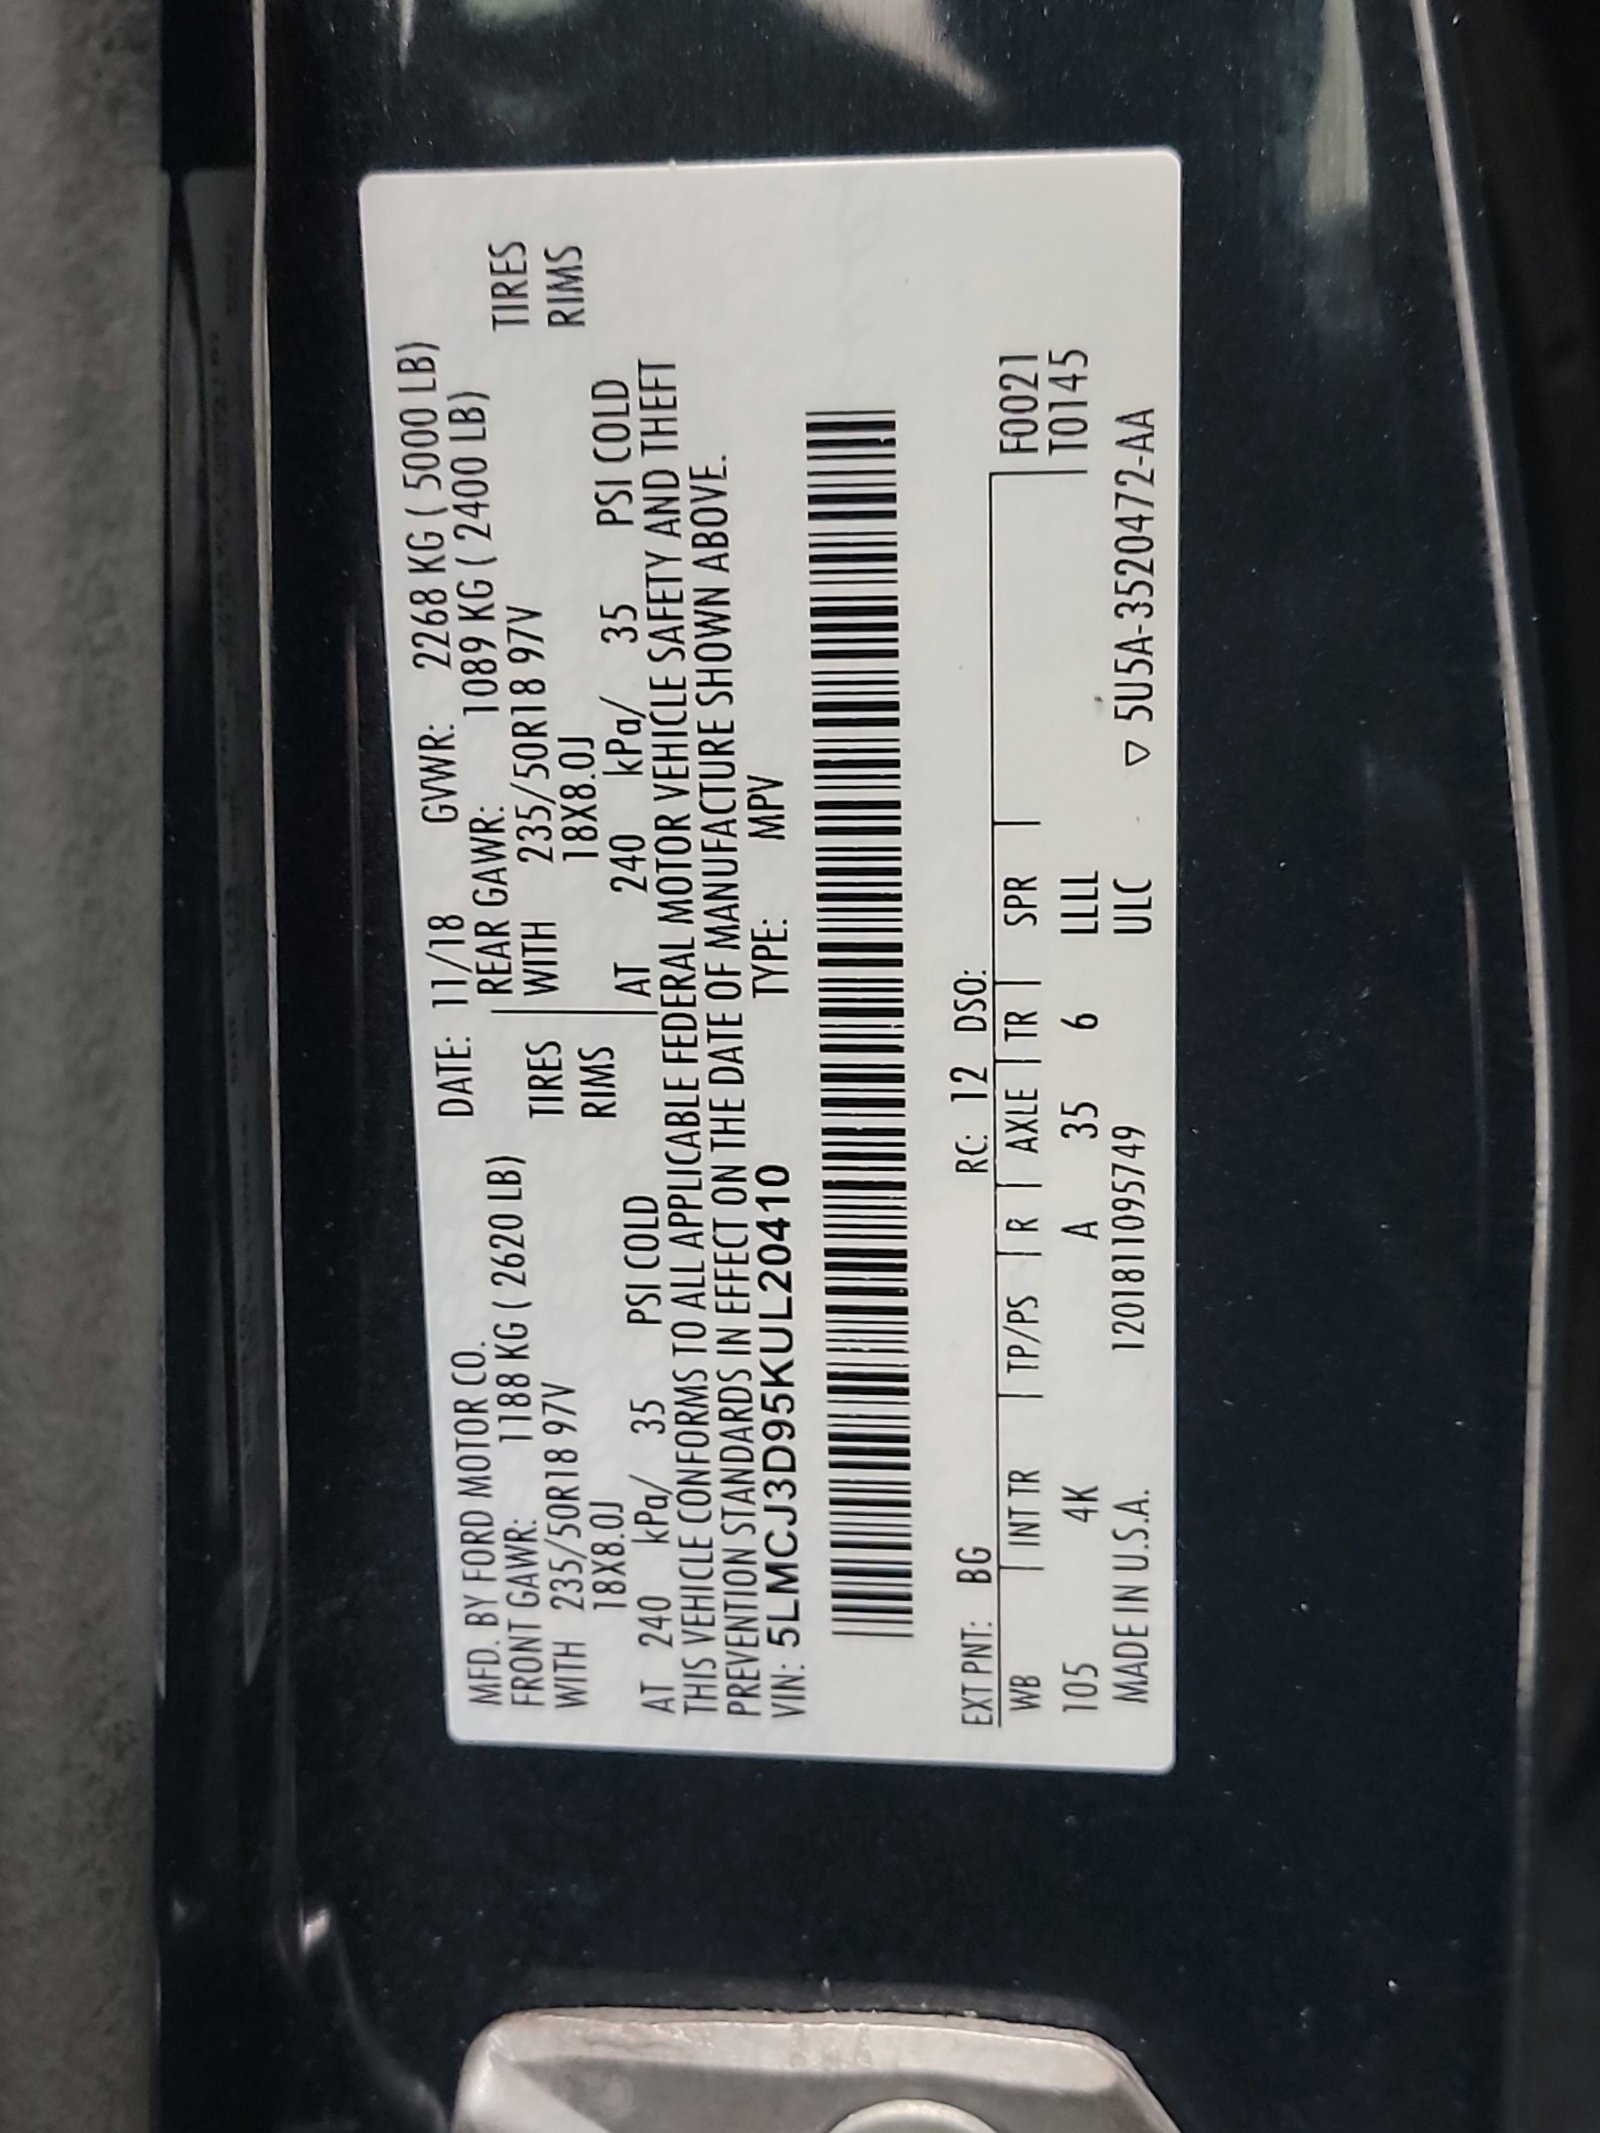 MFD. BY FORD MOTOR CO. DATE: 11/18 GVWR: 2268 KG ( 5000 LB)
FRONT GAWR: 1188 KG ( 2620 LB) REAR GAWR: 1089 KG ( 2400 LB)
WITH 235/50R18 97V TIRES WITH 235/50R18 97V TIRES
18X8.0J RIMS 18X8.0J RIMS
AT 240 kPa/ 35 PSI COLD AT 240 kPa/ 35 PSI COLD
THIS VEHICLE CONFORMS TO ALL APPLICABLE FEDERAL MOTOR VEHICLE SAFETY AND THEFT
PREVENTION STANDARDS IN EFFECT ON THE DATE OF MANUFACTURE SHOWN ABOVE.
VIN: 5LMCJ3D95KUL20410 TYPE: MPV
EXT PNT: BG RC: 12 DSO:
WB | INT TR | TP/PS | R | AXLE | TR | SPR | F0021
105 4K A 35 6 LLLL T0145
MADE IN U.S.A. 1201811095749 ULC ▽ 5U5A-3520472-AA